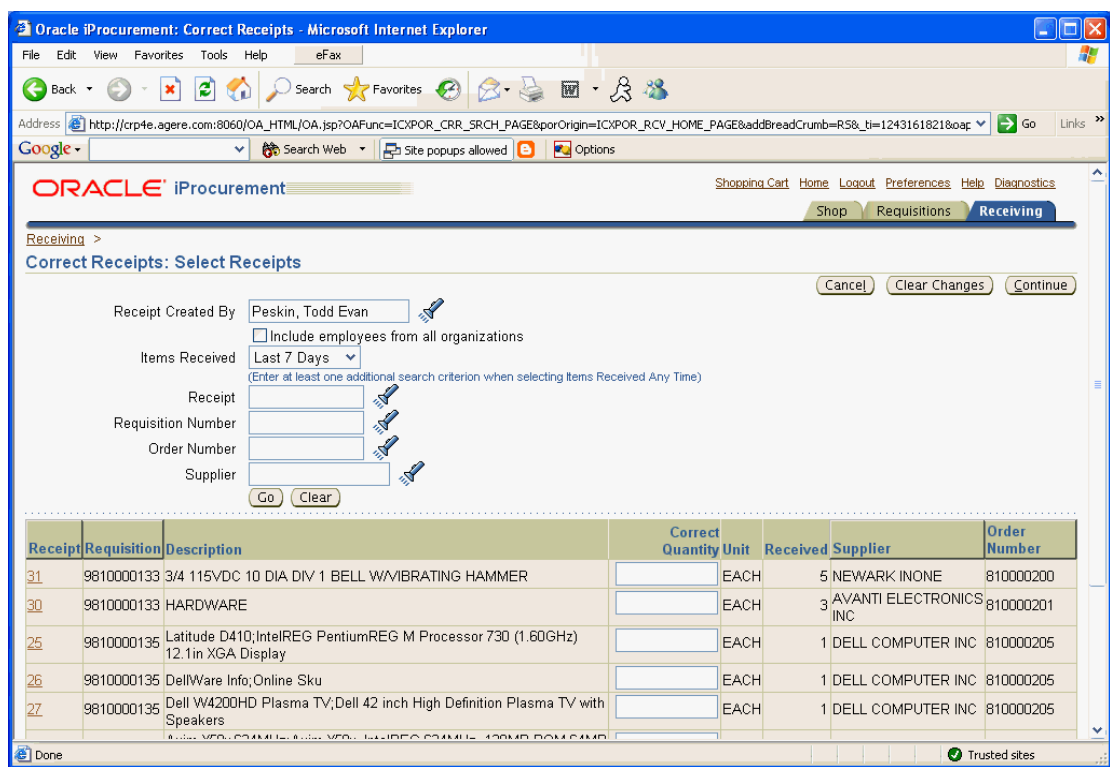 Oracle iProcurement: Correct Receipts - Microsoft Internet Explorer
File Edit View Favorites Tools Help eFax
Back Search Favorites
Address http://crp4e.agere.com:8060/OA_HTML/OA.jsp?OAFunc=ICXPOR_CRR_SRCH_PAGE&porOrigin=ICXPOR_RCV_HOME_PAGE&addBreadCrumb=RS&_ti=1243161821&oap Go Links »
Google Search Web Site popups allowed Options
ORACLE iProcurement
Shopping Cart Home Logout Preferences Help Diagnostics
Shop Requisitions Receiving
Receiving >
Correct Receipts: Select Receipts
Cancel Clear Changes Continue
Receipt Created By Peskin, Todd Evan
Include employees from all organizations
Items Received Last 7 Days
(Enter at least one additional search criterion when selecting Items Received Any Time)
Receipt
Requisition Number
Order Number
Supplier
Go Clear
Receipt Requisition Description Correct Quantity Unit Received Supplier Order Number
31 9810000133 3/4 115VDC 10 DIA DIV 1 BELL W/VIBRATING HAMMER EACH 5 NEWARK INONE 810000200
30 9810000133 HARDWARE EACH 3 AVANTI ELECTRONICS INC 810000201
25 9810000135 Latitude D410;IntelREG PentiumREG M Processor 730 (1.60GHz) 12.1in XGA Display EACH 1 DELL COMPUTER INC 810000205
26 9810000135 DellWare Info;Online Sku EACH 1 DELL COMPUTER INC 810000205
27 9810000135 Dell W4200HD Plasma TV;Dell 42 inch High Definition Plasma TV with Speakers EACH 1 DELL COMPUTER INC 810000205
Done Trusted sites